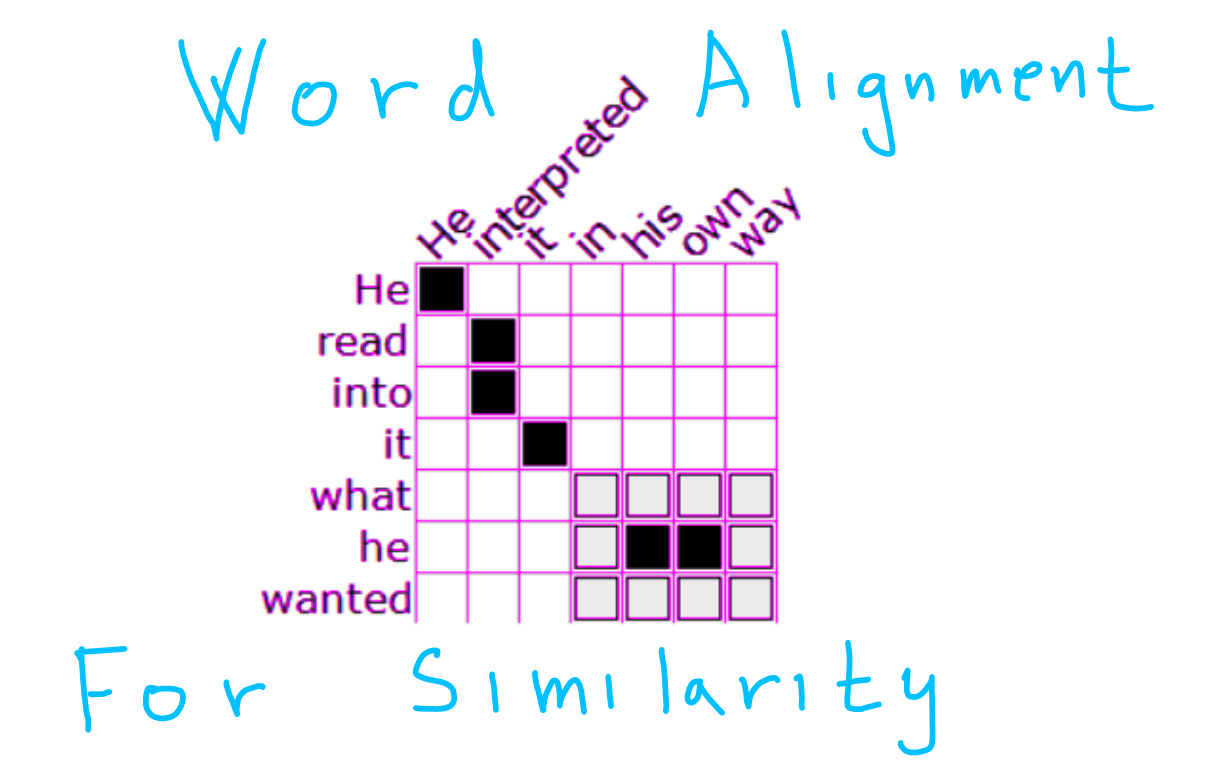 Word Alignment
He interpreted it in his own way
He
read
into
it
what
he
wanted
For Similarity